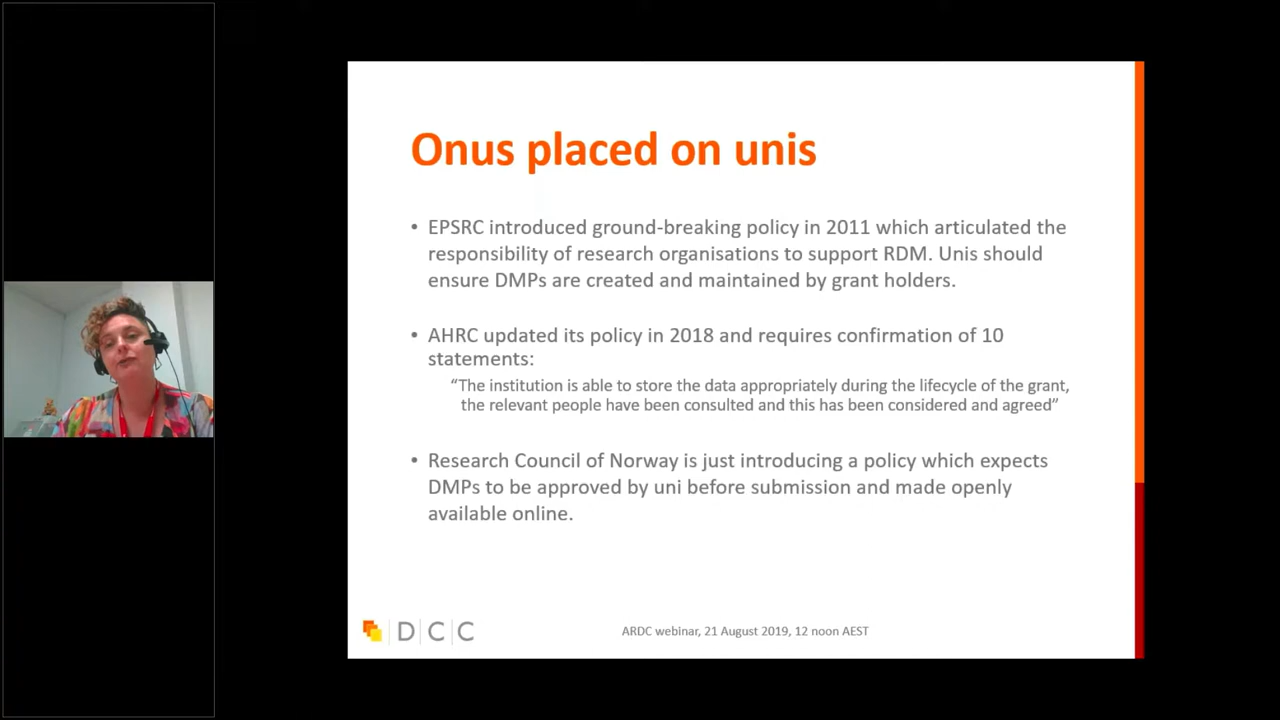 Onus placed on unis
• EPSRC introduced ground-breaking policy in 2011 which articulated the
responsibility of research organisations to support RDM. Unis should
ensure DMPs are created and maintained by grant holders.
• AHRC updated its policy in 2018 and requires confirmation of 10
statements:
“The institution is able to store the data appropriately during the lifecycle of the grant,
the relevant people have been consulted and this has been considered and agreed”
• Research Council of Norway is just introducing a policy which expects
DMPs to be approved by uni before submission and made openly
available online.
DCC
ARDC webinar, 21 August 2019, 12 noon AEST